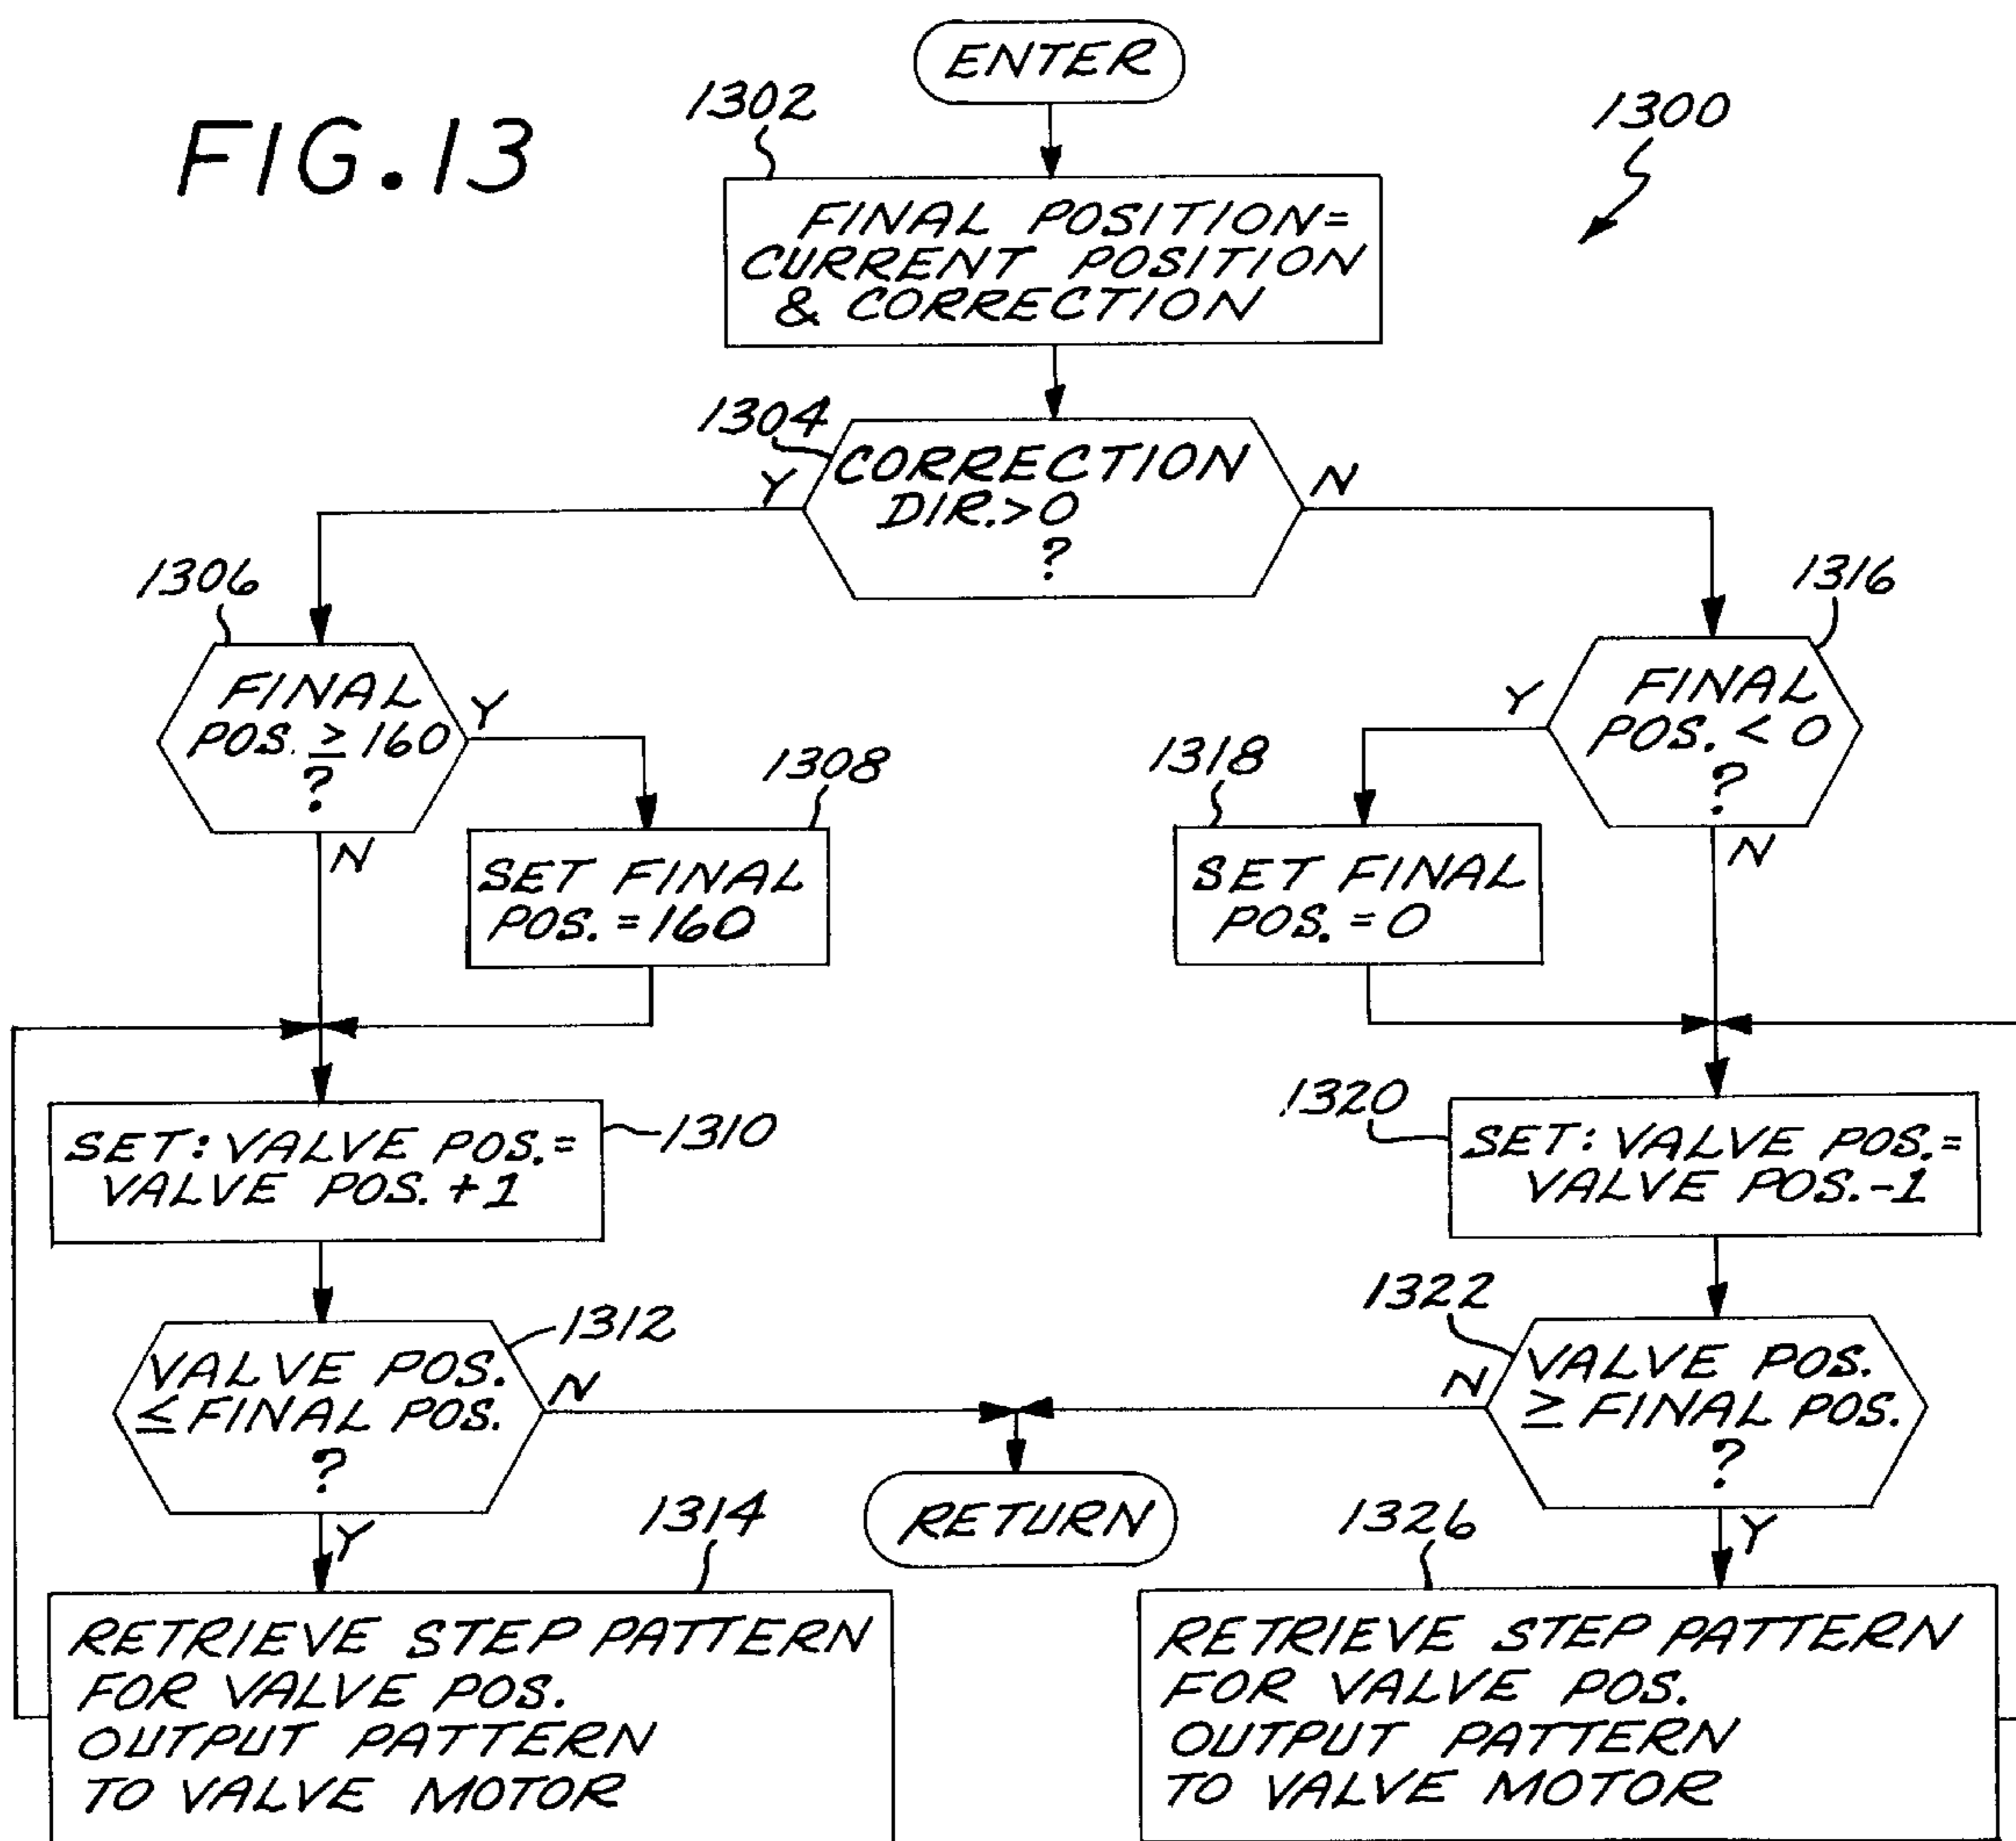 FIG.13
ENTER
1300
1302
FINAL POSITION=
CURRENT POSITION
& CORRECTION
1304
CORRECTION
DIR.>0
?
Y
N
1306
FINAL
POS. ≥ 160
?
Y
N
1308
SET FINAL
POS. = 160
1316
FINAL
POS. < 0
?
Y
N
1318
SET FINAL
POS. = 0
1310
SET: VALVE POS.=
VALVE POS. +1
1320
SET: VALVE POS.=
VALVE POS.-1
1312
VALVE POS.
≤ FINAL POS.
?
N
Y
1322
VALVE POS.
≥ FINAL POS.
?
N
Y
RETURN
1314
RETRIEVE STEP PATTERN
FOR VALVE POS.
OUTPUT PATTERN
TO VALVE MOTOR
1326
RETRIEVE STEP PATTERN
FOR VALVE POS.
OUTPUT PATTERN
TO VALVE MOTOR